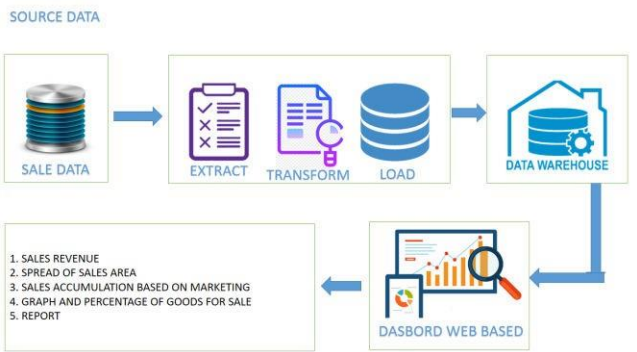 SOURCE DATA
SALE DATA
EXTRACT
TRANSFORM
LOAD
DATA WAREHOUSE
DASBORD WEB BASED
1. SALES REVENUE
2. SPREAD OF SALES AREA
3. SALES ACCUMULATION BASED ON MARKETING
4. GRAPH AND PERCENTAGE OF GOODS FOR SALE
5. REPORT